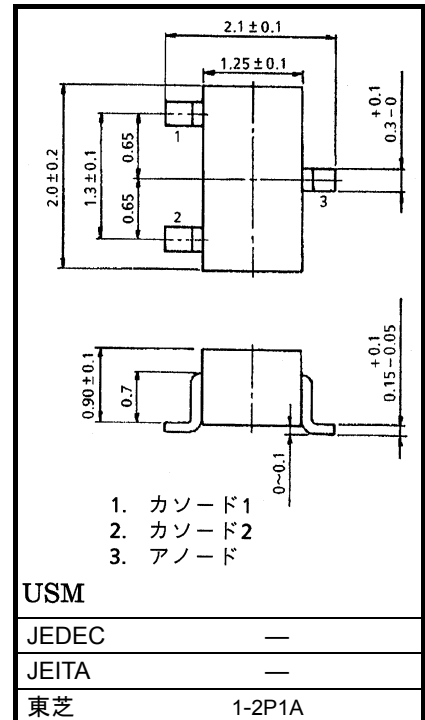 2.1±0.1
1.25±0.1
+0.1
0.3-0
2.0±0.2
1.3±0.1
0.65
0.65
1
2
3
0.90±0.1
0.7
+0.1
0.15-0.05
0~0.1
1. カソード1
2. カソード2
3. アノード
USM
JEDEC —
JEITA —
東芝 1-2P1A